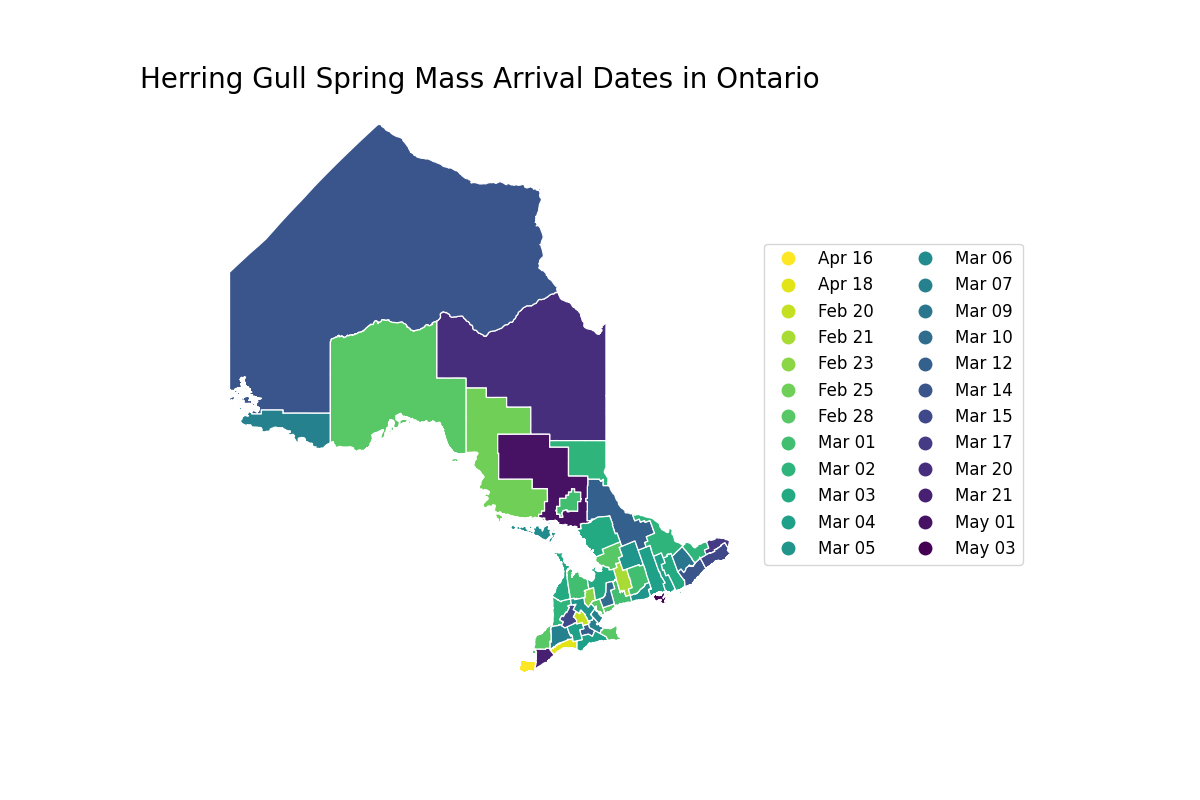 Herring Gull Spring Mass Arrival Dates in Ontario
Apr 16
Apr 18
Feb 20
Feb 21
Feb 23
Feb 25
Feb 28
Mar 01
Mar 02
Mar 03
Mar 04
Mar 05
Mar 06
Mar 07
Mar 09
Mar 10
Mar 12
Mar 14
Mar 15
Mar 17
Mar 20
Mar 21
May 01
May 03